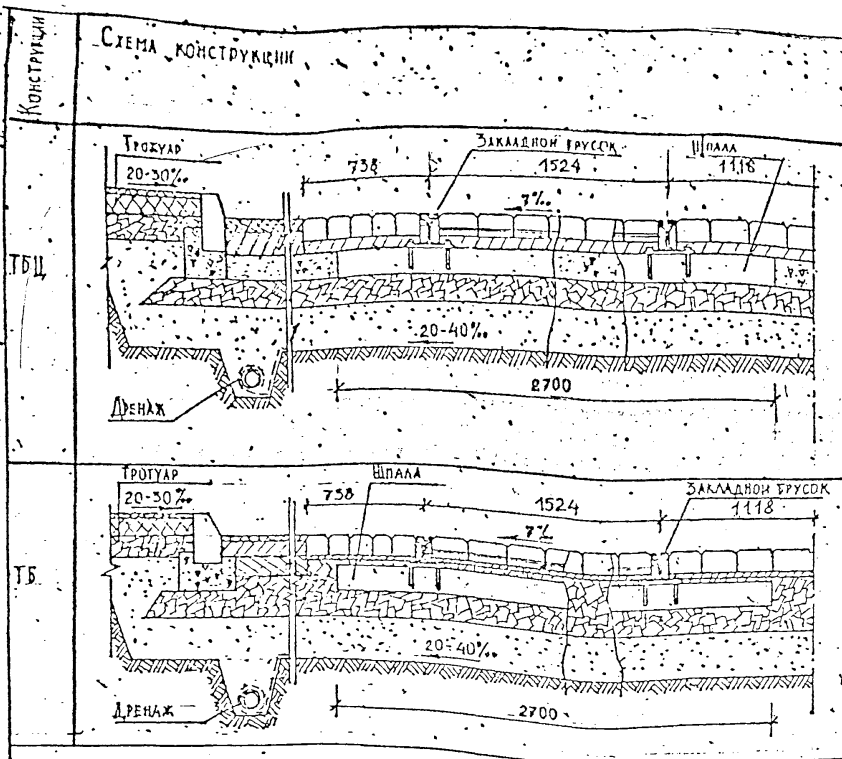 Конструкции
Схема конструкции
ТБЦ
Тротуар
20-30‰
738
Закладной брусок
1524
Шпала
1118
7‰
20-40‰
Дренаж
2700
ТБ
Тротуар
20-30‰
738
Шпала
1524
Закладной брусок
1118
7‰
20-40‰
Дренаж
2700